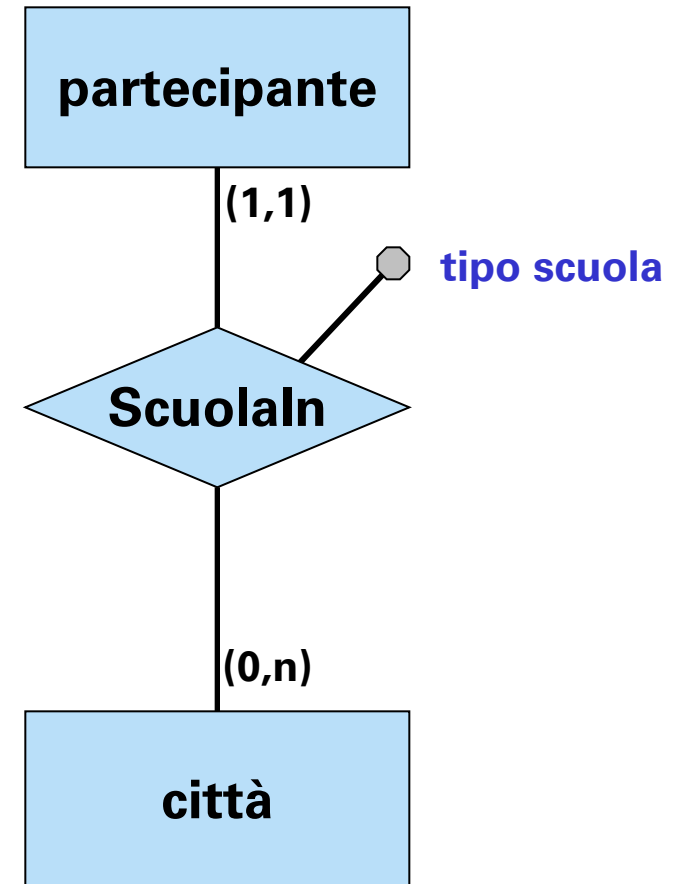 partecipante
(1,1)
tipo scuola
ScuolaIn
(0,n)
città